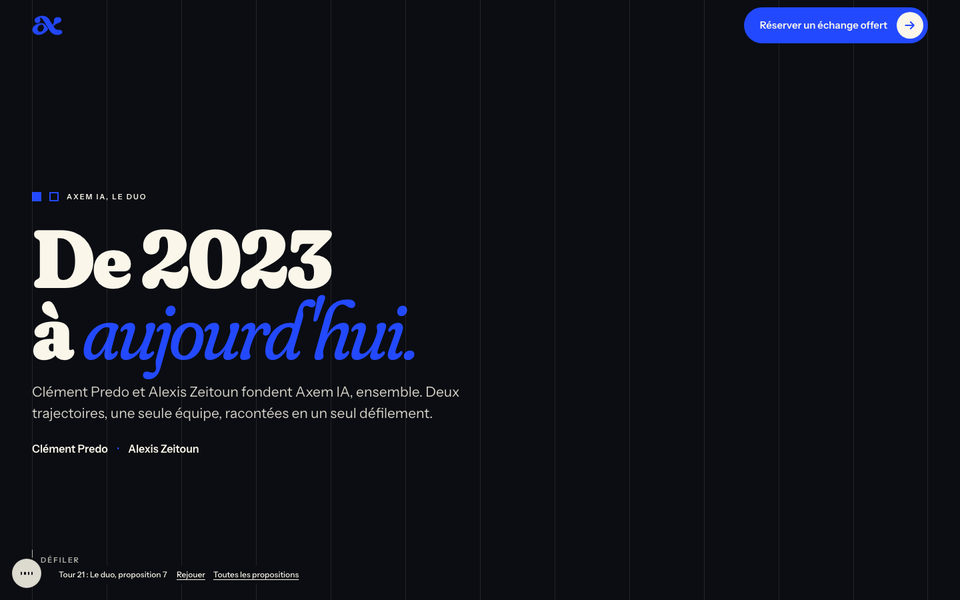 Réserver un échange offert
AXEM IA, LE DUO
De 2023
à aujourd'hui.
Clément Predo et Alexis Zeitoun fondent Axem IA, ensemble. Deux
trajectoires, une seule équipe, racontées en un seul défilement.
Clément Predo · Alexis Zeitoun
DÉFILER
Tour 21 : Le duo, proposition 7 Rejouer Toutes les propositions